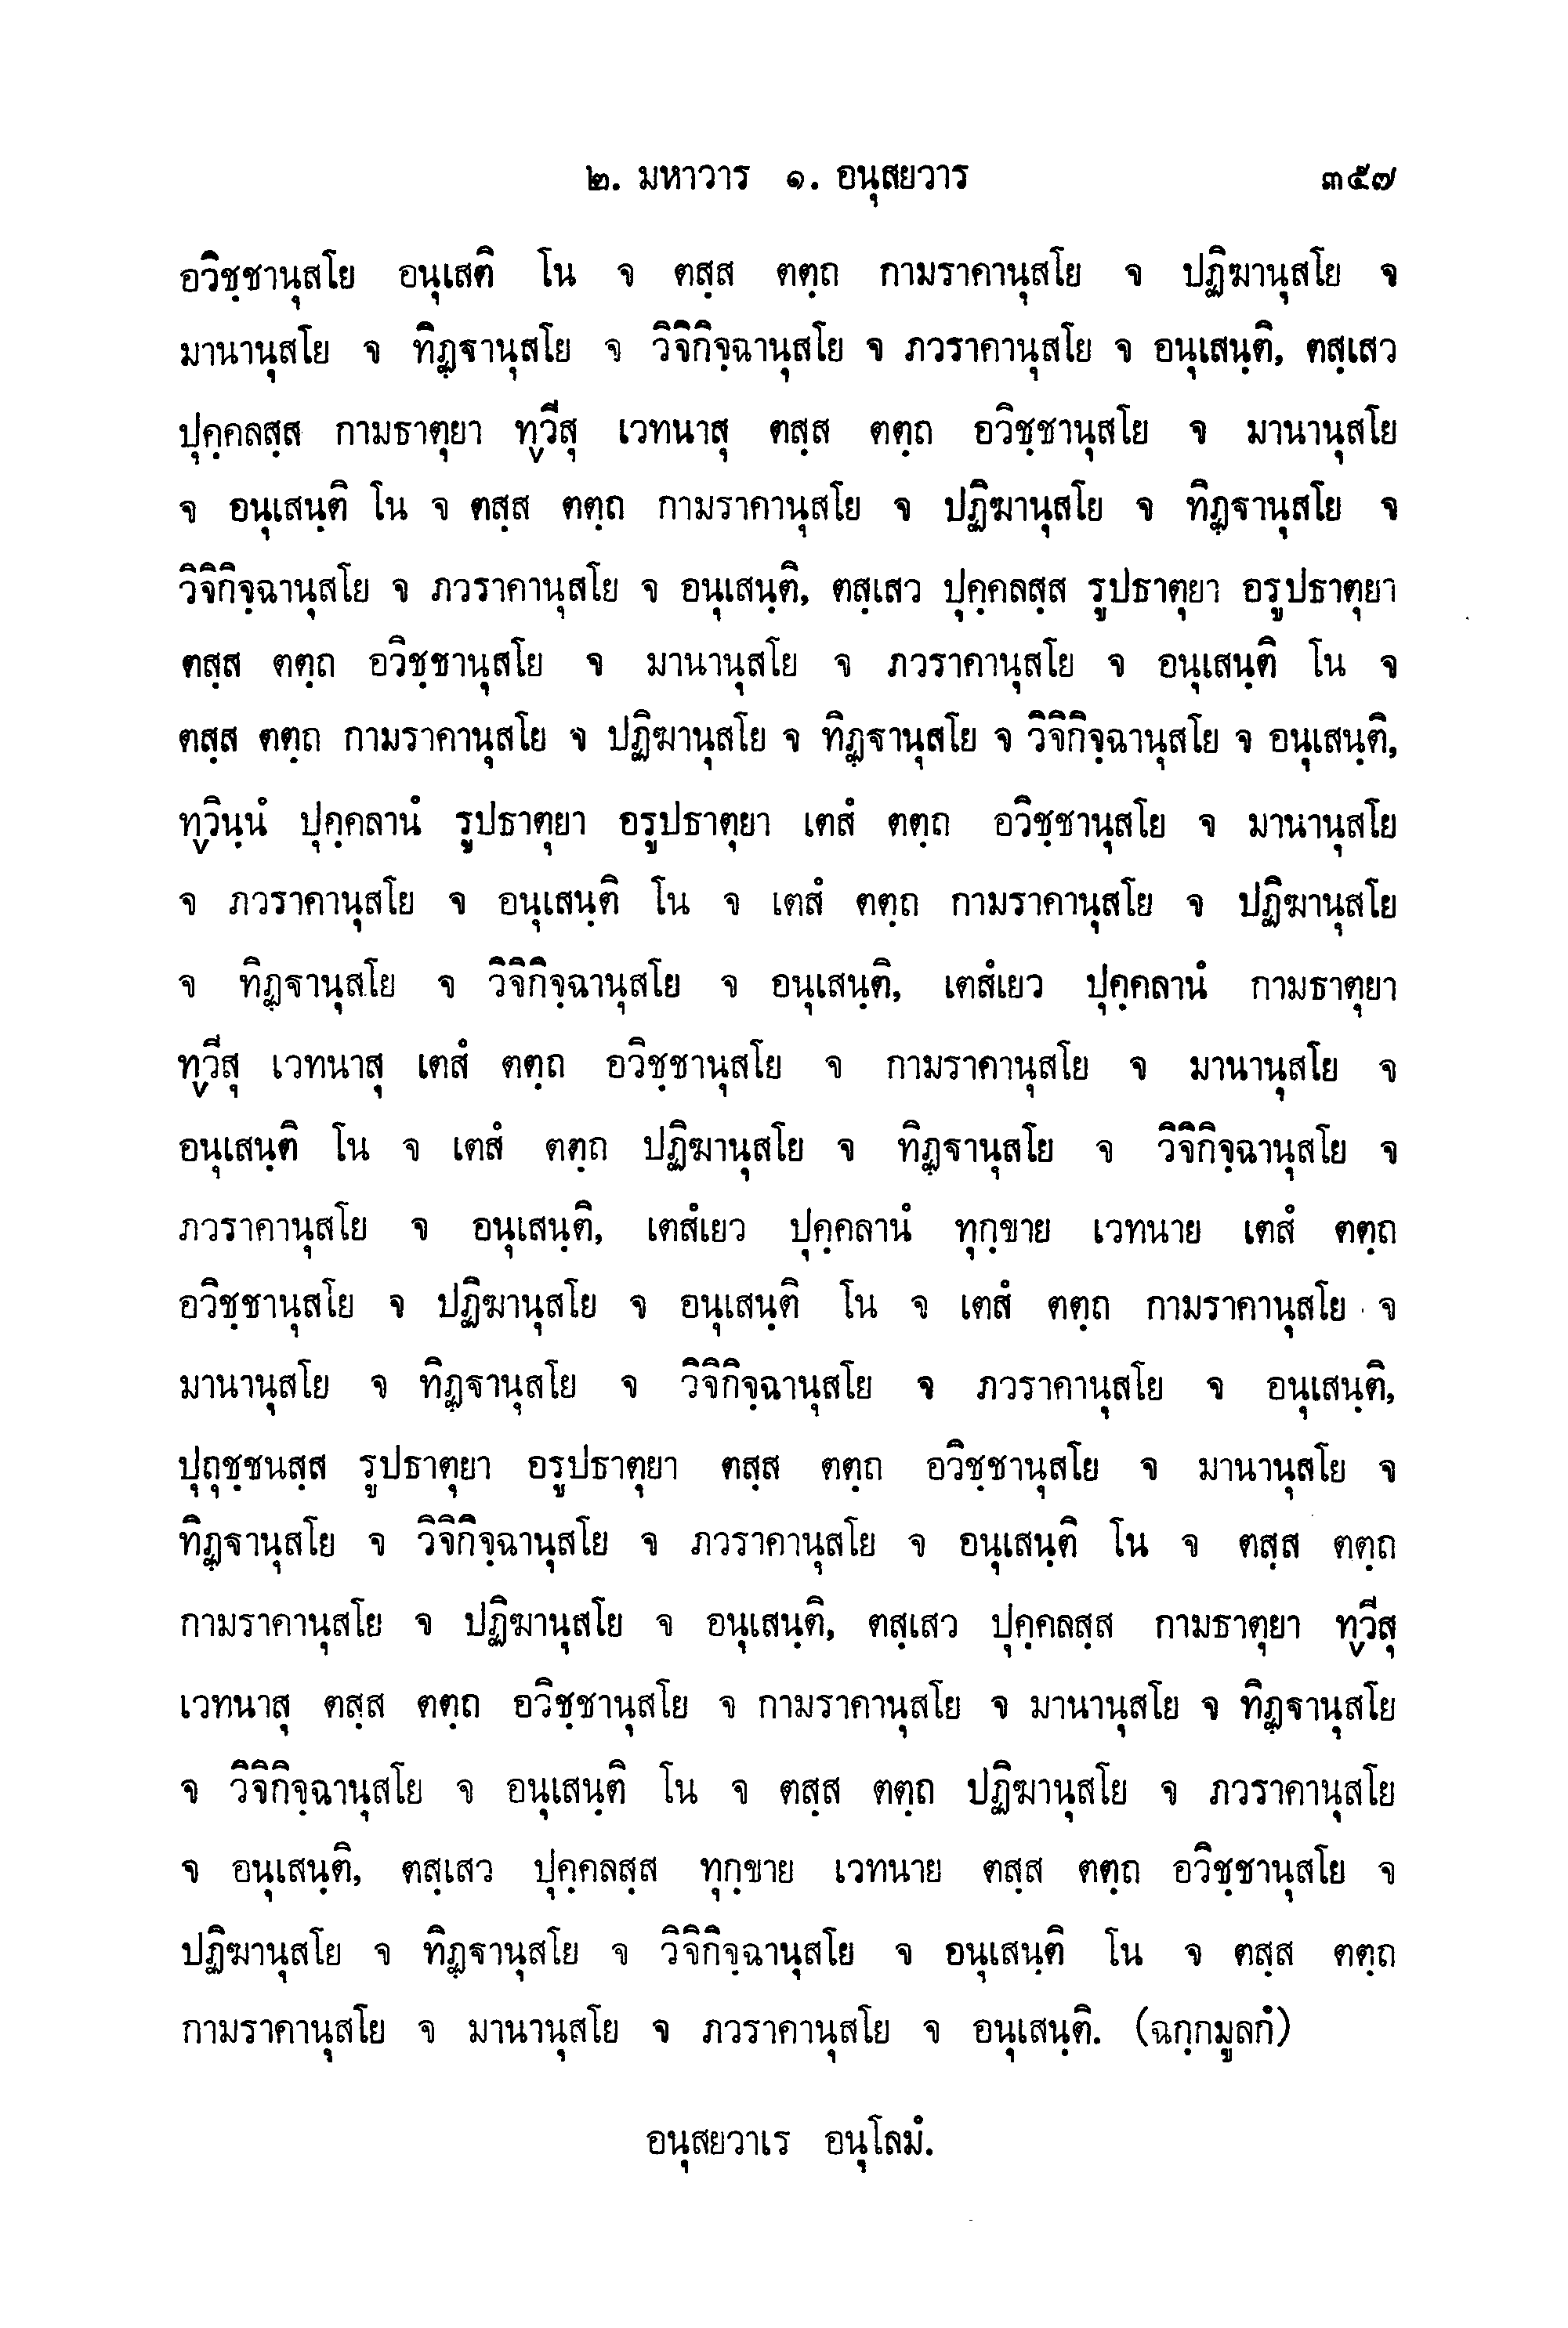 ๒. มหาวาร ๑. อนุสยวาร ๓๕๗
อวิชฺชานุสโย อนุเสติ โน จ ตสฺส ตตฺถ กามราคานุสโย จ ปฏิฆานุสโย จ
มานานุสโย จ ทิฏฺฐานุสโย จ วิจิกิจฺฉานุสโย จ ภวราคานุสโย จ อนุเสนฺติ, ตสฺเสว
ปุคฺคลสฺส กามธาตุยา ทฺวีสุ เวทนาสุ ตสฺส ตตฺถ อวิชฺชานุสโย จ มานานุสโย
จ อนุเสนฺติ โน จ ตสฺส ตตฺถ กามราคานุสโย จ ปฏิฆานุสโย จ ทิฏฺฐานุสโย จ
วิจิกิจฺฉานุสโย จ ภวราคานุสโย จ อนุเสนฺติ, ตสฺเสว ปุคฺคลสฺส รูปธาตุยา อรูปธาตุยา
ตสฺส ตตฺถ อวิชฺชานุสโย จ มานานุสโย จ ภวราคานุสโย จ อนุเสนฺติ โน จ
ตสฺส ตตฺถ กามราคานุสโย จ ปฏิฆานุสโย จ ทิฏฺฐานุสโย จ วิจิกิจฺฉานุสโย จ อนุเสนฺติ,
ทฺวินฺนํ ปุคฺคลานํ รูปธาตุยา อรูปธาตุยา เตสํ ตตฺถ อวิชฺชานุสโย จ มานานุสโย
จ ภวราคานุสโย จ อนุเสนฺติ โน จ เตสํ ตตฺถ กามราคานุสโย จ ปฏิฆานุสโย
จ ทิฏฺฐานุสโย จ วิจิกิจฺฉานุสโย จ อนุเสนฺติ, เตสํเยว ปุคฺคลานํ กามธาตุยา
ทฺวีสุ เวทนาสุ เตสํ ตตฺถ อวิชฺชานุสโย จ กามราคานุสโย จ มานานุสโย จ
อนุเสนฺติ โน จ เตสํ ตตฺถ ปฏิฆานุสโย จ ทิฏฺฐานุสโย จ วิจิกิจฺฉานุสโย จ
ภวราคานุสโย จ อนุเสนฺติ, เตสํเยว ปุคฺคลานํ ทุกฺขาย เวทนาย เตสํ ตตฺถ
อวิชฺชานุสโย จ ปฏิฆานุสโย จ อนุเสนฺติ โน จ เตสํ ตตฺถ กามราคานุสโย จ
มานานุสโย จ ทิฏฺฐานุสโย จ วิจิกิจฺฉานุสโย จ ภวราคานุสโย จ อนุเสนฺติ,
ปุถุชฺชนสฺส รูปธาตุยา อรูปธาตุยา ตสฺส ตตฺถ อวิชฺชานุสโย จ มานานุสโย จ
ทิฏฺฐานุสโย จ วิจิกิจฺฉานุสโย จ ภวราคานุสโย จ อนุเสนฺติ โน จ ตสฺส ตตฺถ
กามราคานุสโย จ ปฏิฆานุสโย จ อนุเสนฺติ, ตสฺเสว ปุคฺคลสฺส กามธาตุยา ทฺวีสุ
เวทนาสุ ตสฺส ตตฺถ อวิชฺชานุสโย จ กามราคานุสโย จ มานานุสโย จ ทิฏฺฐานุสโย
จ วิจิกิจฺฉานุสโย จ อนุเสนฺติ โน จ ตสฺส ตตฺถ ปฏิฆานุสโย จ ภวราคานุสโย
จ อนุเสนฺติ, ตสฺเสว ปุคฺคลสฺส ทุกฺขาย เวทนาย ตสฺส ตตฺถ อวิชฺชานุสโย จ
ปฏิฆานุสโย จ ทิฏฺฐานุสโย จ วิจิกิจฺฉานุสโย จ อนุเสนฺติ โน จ ตสฺส ตตฺถ
กามราคานุสโย จ มานานุสโย จ ภวราคานุสโย จ อนุเสนฺติ. (ฉกฺกมูลกํ)
อนุสยวาเร อนุโลมํ.